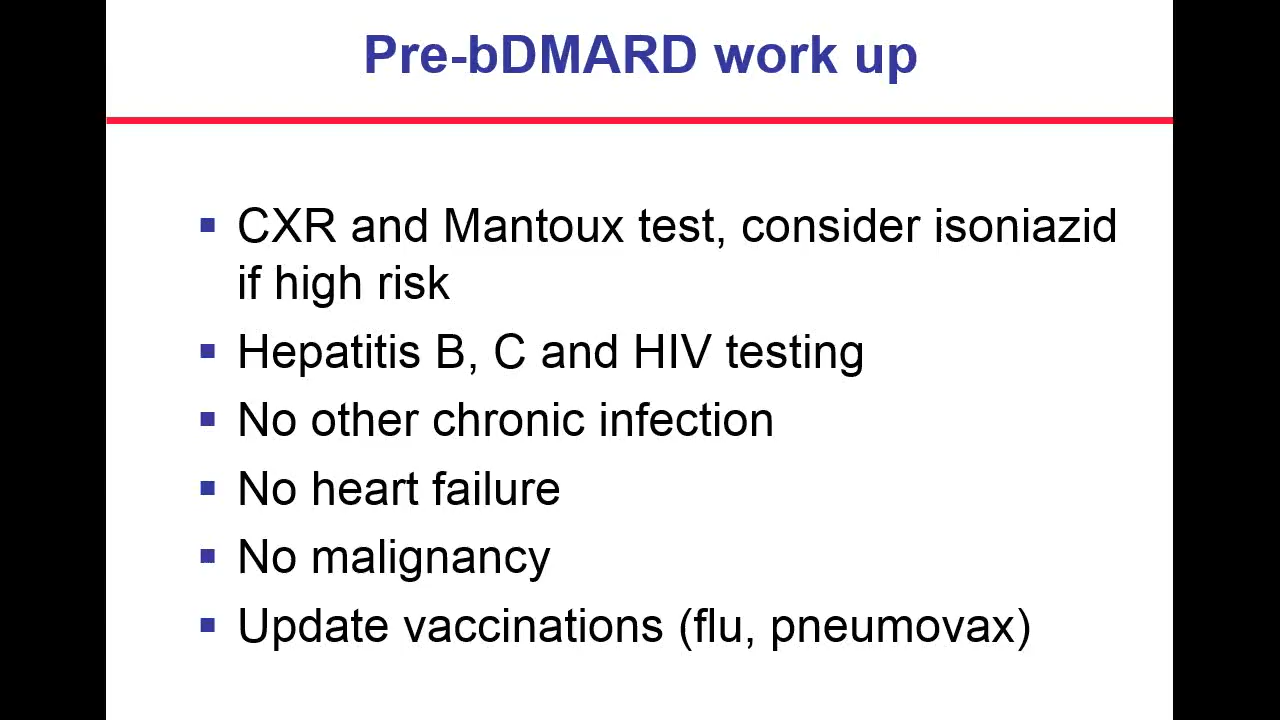 Pre-bDMARD work up
▪ CXR and Mantoux test, consider isoniazid
if high risk
▪ Hepatitis B, C and HIV testing
▪ No other chronic infection
▪ No heart failure
▪ No malignancy
▪ Update vaccinations (flu, pneumovax)